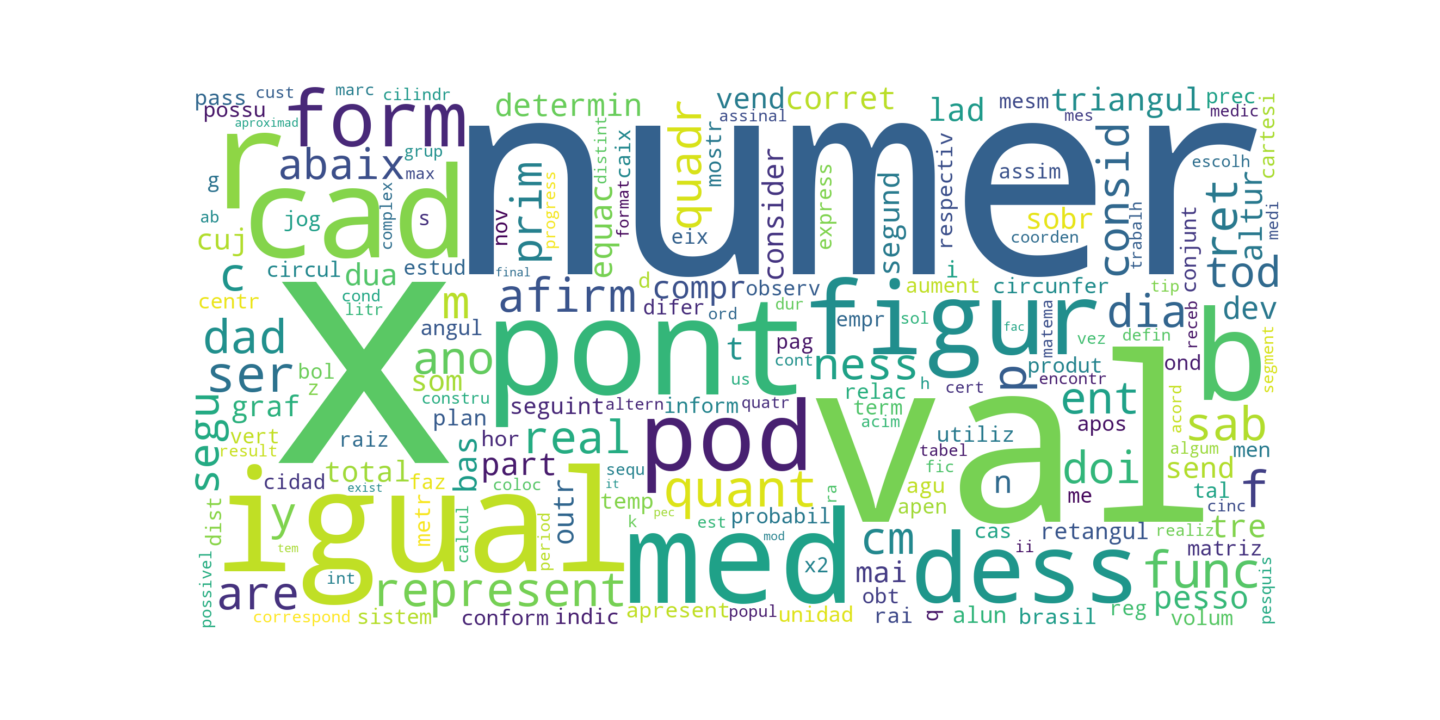 pass cust marc cilindr determin vend corret lad mesm triangul prec
possu form assinal mes medic
aproximad numer
r cad abaix grup max quadr mostr distint caix format prim progress equac nov
g complex s jog ab cuj
eix consider express segund respectiv assim sobr coorden consid trabalh tret escolh altur cartesi conjunt tod medi
c circul dua estud final i
centr cond litr m afirm d compr observ aument circunfer tip
x pont difer ord dur figur empr sol fac matema dia receb dev b
dad angul ano t pag cont ness vez defin segment
ser bol z som constru us relac h cert p produt encontr ond
segu graf plan seguint altern inform quatr term acim ent apos acord sab
vert result raiz hor real pod val utiliz tabel algum men
igual total bas part sequ it fic doi send
cidad exist faz coloc quant ra agu apen n me tal cinc f
dist y metr calcul period outr temp k pec est probabil mod cas retangul realiz tre
tem int med x2 cm ii matriz
possivel are represent mai dess func pesquis
obt pesso
correspond sistem conform indic apresent popul unidad rai q alun brasil reg volum